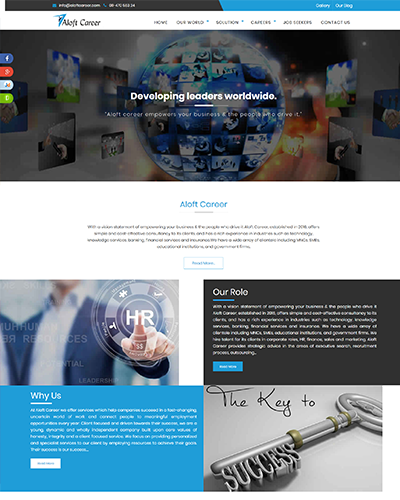 info@aloftcareer.com
Gallery Our Blog
Aloft Career
HOME OUR WORLD SOLUTION CAREERS JOB SEEKERS CONTACT US
Developing leaders worldwide.
"Aloft career empowers your business & the people who drive it."
Aloft Career
With a vision statement of empowering your business & the people who drive it Aloft Career, established in 2018, offers
simple and cost-effective consultancy to its clients and has a rich experience in industries such as technology,
knowledge services, banking, financial services and insurance. We have a wide array of clientele including MNCs, SMEs,
educational institutions, and government firms.
Read More..
HR
Our Role
With a vision statement of empowering your business & the people who drive it
Aloft Career, established in 2018, offers simple and cost-effective consultancy to its
clients, and has a rich experience in industries such as technology, knowledge
services, banking, financial services and insurance. We have a wide array of
clientele including MNCs, SMEs, educational institutions, and government firms. We
hire talent for its clients in corporate roles, HR, finance, sales and marketing. Aloft
Career provides strategic advice in the areas of executive search, recruitment
process, outsourcing..
Read More
LEADERSHIP
Why Us
At Aloft Career we offer services which help companies succeed in a fast-changing,
uncertain world of work and connect people to meaningful employment
opportunities every year. Client focused and driven towards their success, we are a
young, dynamic and wholly independent company built upon core values of
honesty, integrity and a client focused service. We focus on providing personalized
and specialist services to our client by employing resources to achieve their goals.
Their success is our success...
Read More
The Key to
SUCCESS